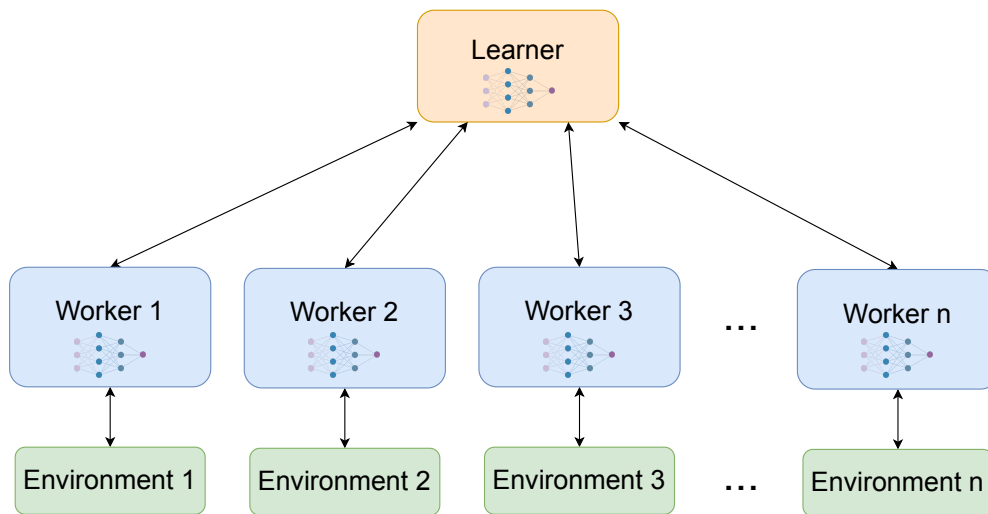 Learner
Worker 1
Worker 2
Worker 3
...
Worker n
Environment 1
Environment 2
Environment 3
...
Environment n